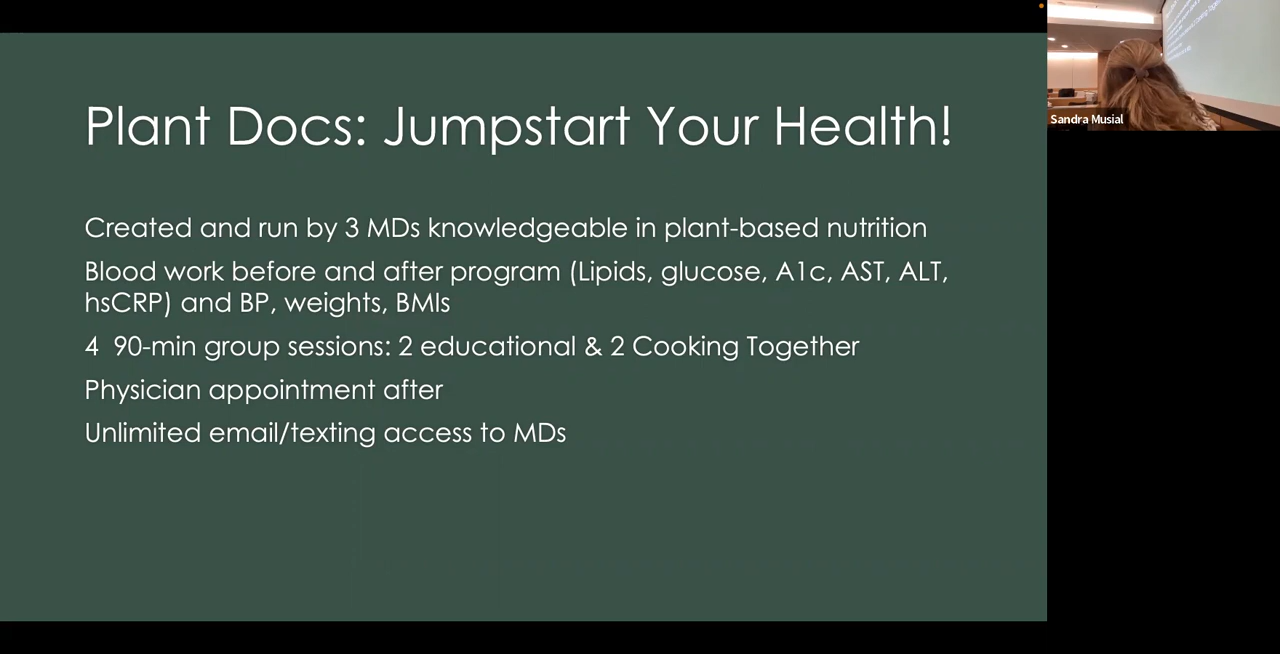 Plant Docs: Jumpstart Your Health!
Created and run by 3 MDs knowledgeable in plant-based nutrition
Blood work before and after program (Lipids, glucose, A1c, AST, ALT,
hsCRP) and BP, weights, BMIs
4  90-min group sessions: 2 educational & 2 Cooking Together
Physician appointment after
Unlimited email/texting access to MDs
Sandra Musial